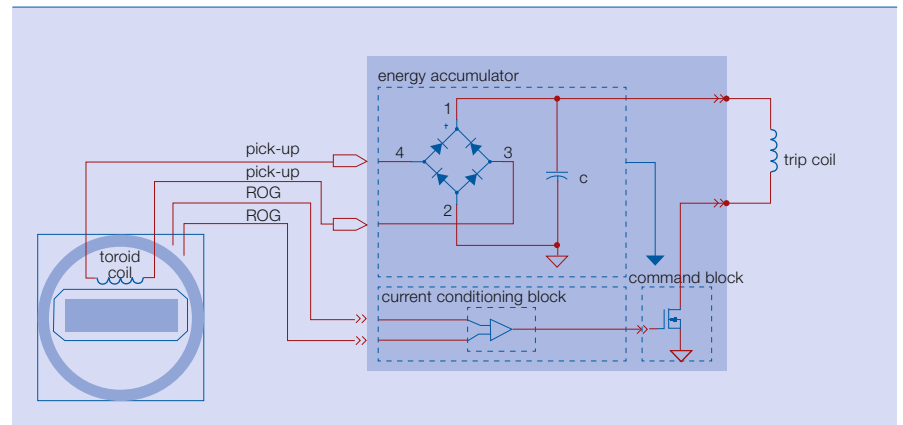 energy accumulator
1
+
pick-up
4
3
pick-up
trip coil
ROG
c
ROG
2
toroid
coil
command block
current conditioning block